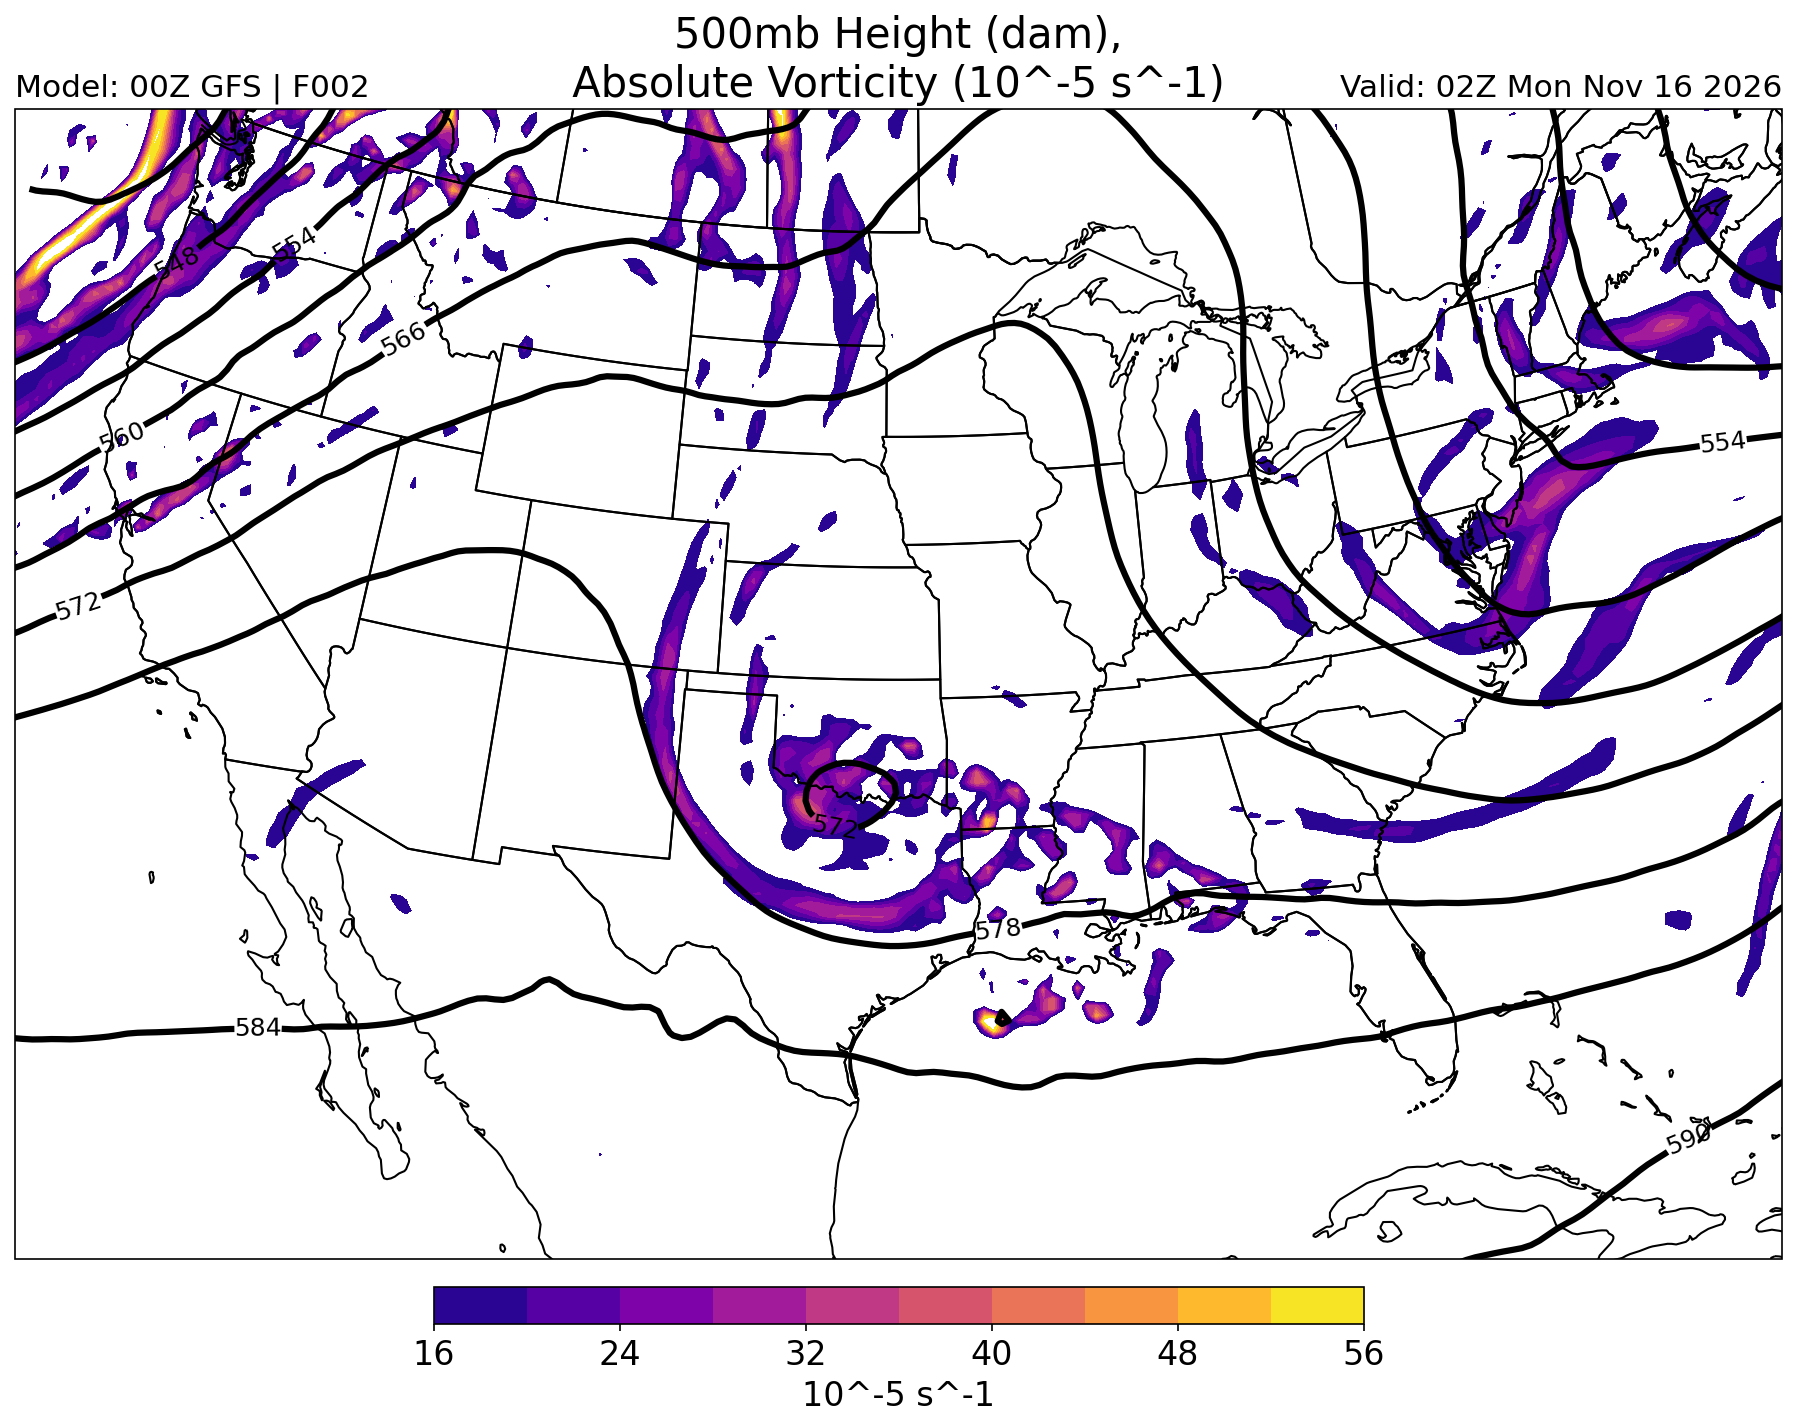 500mb Height (dam),
Model: 00Z GFS | F002
Absolute Vorticity (10^-5 s^-1)
Valid: 02Z Mon Nov 16 2026
548
554
566
560
554
572
572
578
584
590
16 24 32 40 48 56
10^-5 s^-1